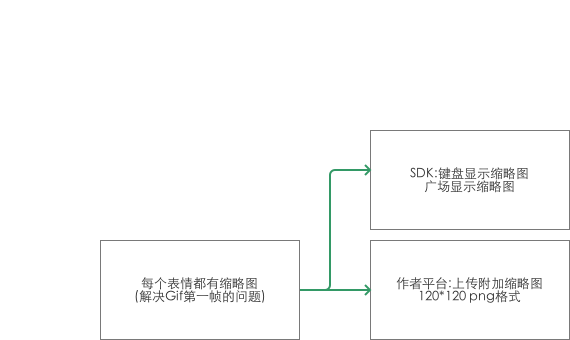 SDK:键盘显示缩略图
广场显示缩略图
每个表情都有缩略图
(解决Gif第一帧的问题)
作者平台:上传附加缩略图
120*120 png格式